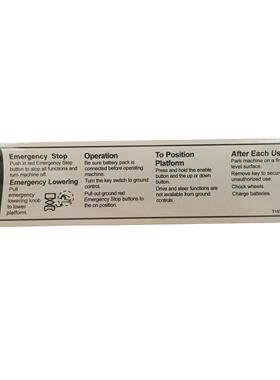 Emergency Stop
Push in red Emergency Stop
button to stop all functions and
turn machine off.
Emergency Lowering
Pull
emergency
lowering knob
to lower
platform.
Operation
Be sure battery pack is
connected before operating
machine.
Turn the key switch to ground
control.
Pull out ground red
Emergency Stop buttons to
the on position.
To Position
Platform
Press and hold the enable
button and the up or down
button.
Drive and steer functions are
not available from ground
controls.
After Each Us
Park machine on a fir
level surface.
Remove key to secur
unauthorized use.
Chock wheels.
Charge batteries.